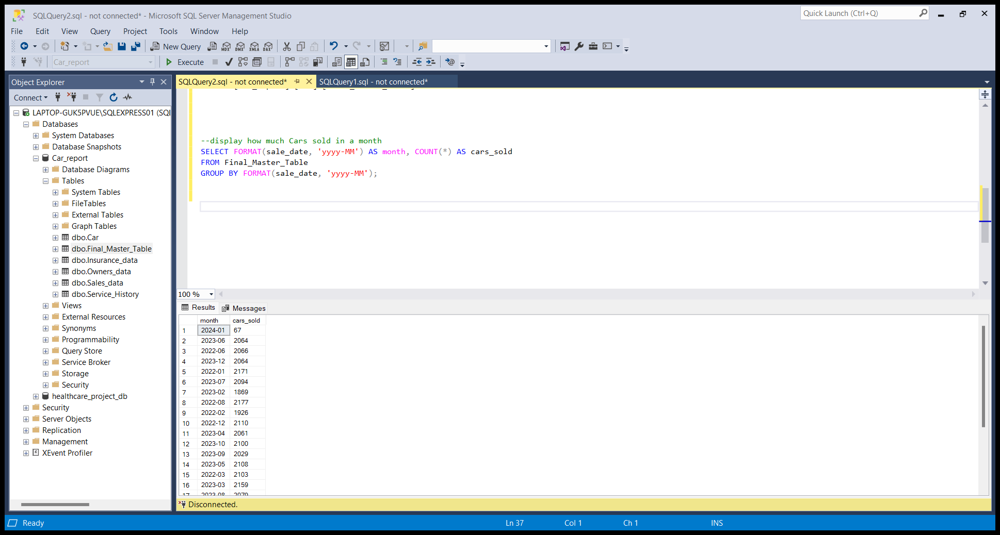 SQLQuery2.sql - not connected* - Microsoft SQL Server Management Studio
Quick Launch (Ctrl+Q)
File Edit View Query Project Tools Window Help
New Query MDX DMX XMLA DAX
Car_report Execute
Object Explorer
SQLQuery2.sql - not connected* SQLQuery1.sql - not connected*
Connect
LAPTOP-GUK5PVUE\SQLEXPRESS01 (SQL
Databases
System Databases
Database Snapshots
Car_report
Database Diagrams
Tables
System Tables
FileTables
External Tables
Graph Tables
dbo.Car
dbo.Final_Master_Table
dbo.Insurance_data
dbo.Owners_data
dbo.Sales_data
dbo.Service_History
Views
External Resources
Synonyms
Programmability
Query Store
Service Broker
Storage
Security
healthcare_project_db
Security
Server Objects
Replication
Management
XEvent Profiler
--display how much Cars sold in a month
SELECT FORMAT(sale_date, 'yyyy-MM') AS month, COUNT(*) AS cars_sold
FROM Final_Master_Table
GROUP BY FORMAT(sale_date, 'yyyy-MM');
100 %
Results Messages
month cars_sold
1 2024-01 67
2 2023-06 2064
3 2022-06 2066
4 2023-12 2064
5 2022-01 2171
6 2023-07 2094
7 2023-02 1869
8 2022-08 2177
9 2022-02 1926
10 2022-12 2110
11 2023-04 2061
12 2023-10 2100
13 2023-09 2029
14 2023-05 2108
15 2022-03 2103
16 2023-03 2159
17 2023-08 2079
Disconnected.
Ready Ln 37 Col 1 Ch 1 INS